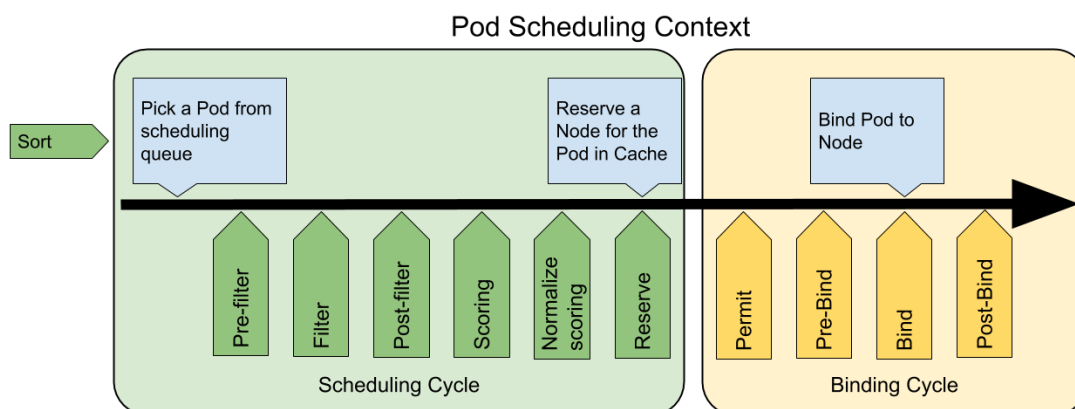 Pod Scheduling Context
Sort
Pick a Pod from
scheduling
queue
Reserve a
Node for the
Pod in Cache
Bind Pod to
Node
Pre-filter
Filter
Post-filter
Scoring
Normalize
scoring
Reserve
Permit
Pre-Bind
Bind
Post-Bind
Scheduling Cycle
Binding Cycle